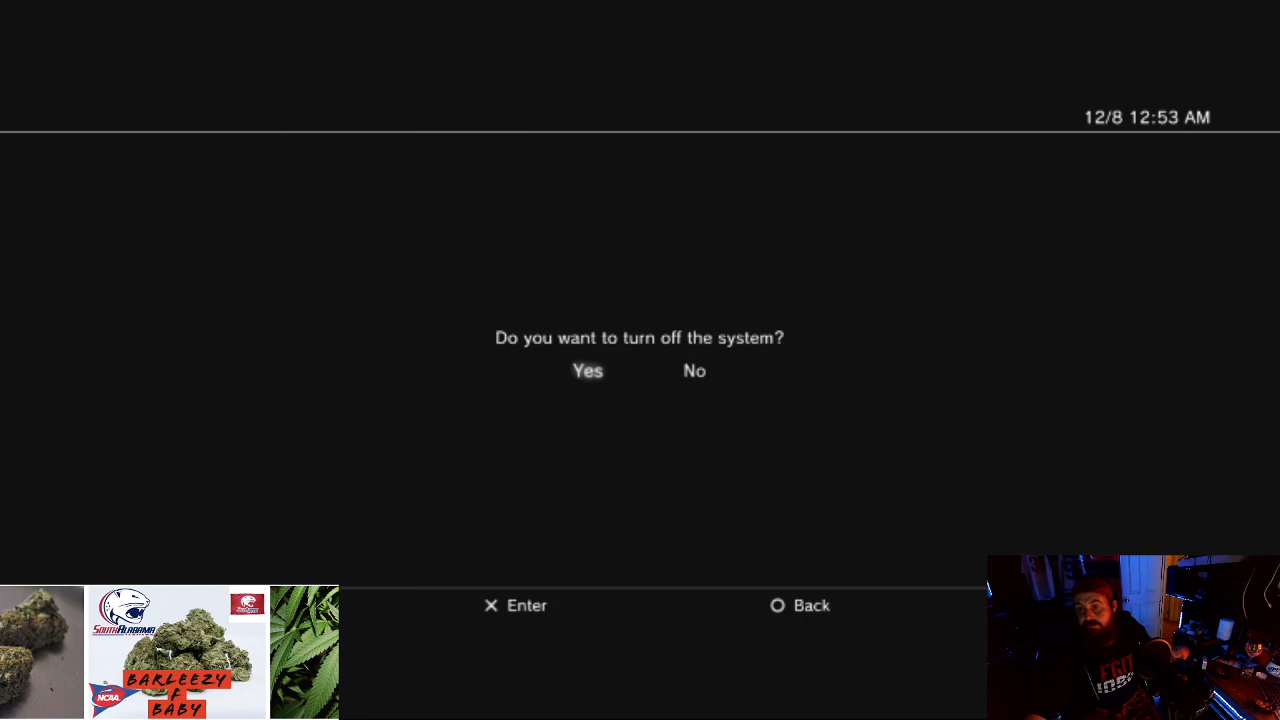 12/8 12:53 AM
Do you want to turn off the system?
Yes No
Enter Back
SOUTH ALABAMA
NCAA
BARLEEZY
F
BABY